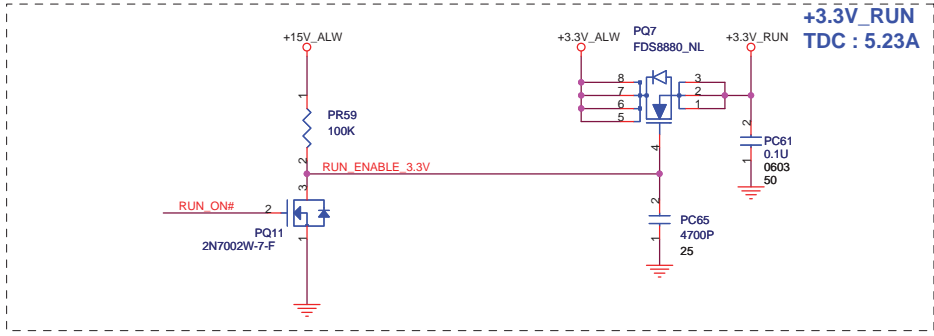 +3.3V_RUN
TDC : 5.23A
+15V_ALW
PQ7
FDS8880_NL
+3.3V_ALW
+3.3V_RUN
8
7
6
5
3
2
1
4
1
PR59
100K
2
RUN_ENABLE_3.3V
2
1
PC61
0.1U
0603
50
RUN_ON#
2
3
1
PQ11
2N7002W-7-F
2
1
PC65
4700P
25